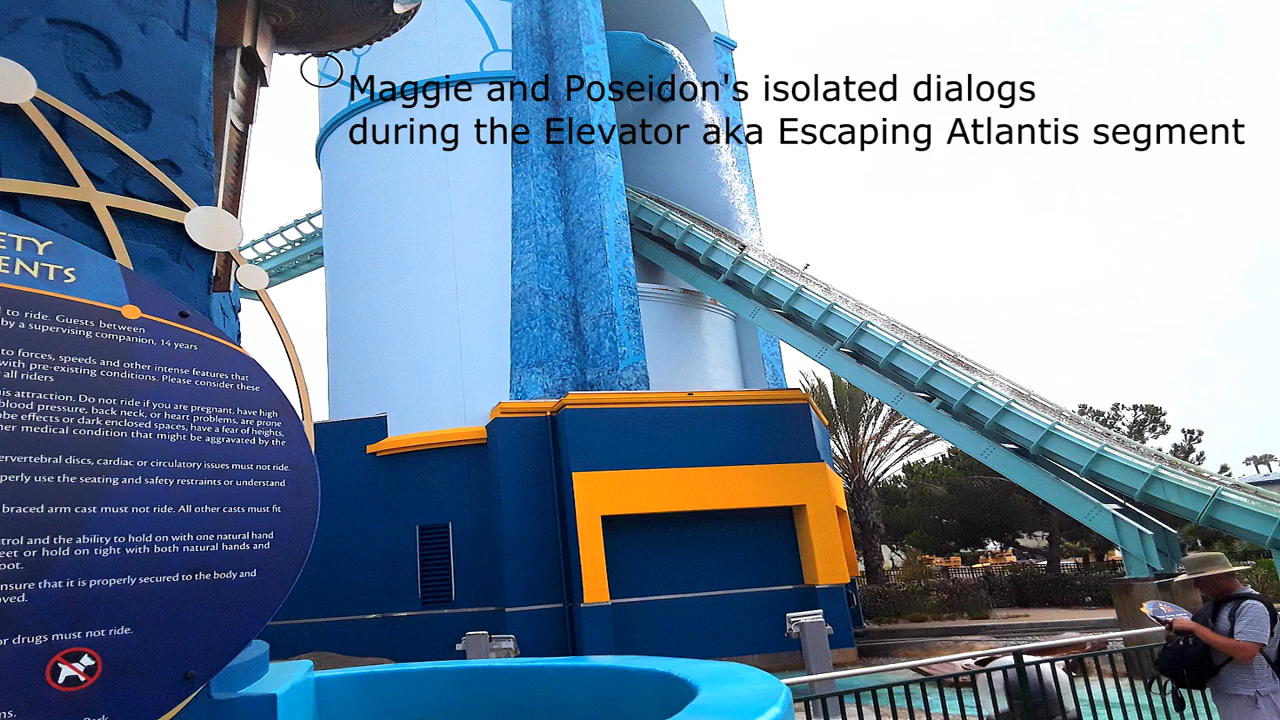 Maggie and Poseidon's isolated dialogs
during the Elevator aka Escaping Atlantis segment
ETY
ENTS
to ride. Guests between
by a supervising companion, 14 years
to forces, speeds and other intense features that
with pre-existing conditions. Please consider these
all riders
is attraction. Do not ride if you are pregnant, have high
blood pressure, back neck, or heart problems, are prone
obe effects or dark enclosed spaces, have a fear of heights,
her medical condition that might be aggravated by the
ervertebral discs, cardiac or circulatory issues must not ride.
perly use the seating and safety restraints or understand
braced arm cast must not ride. All other casts must fit
trol and the ability to hold on with one natural hand
eet or hold on tight with both natural hands and
oot.
nsure that it is properly secured to the body and
oved.
or drugs must not ride.
ms.
Park